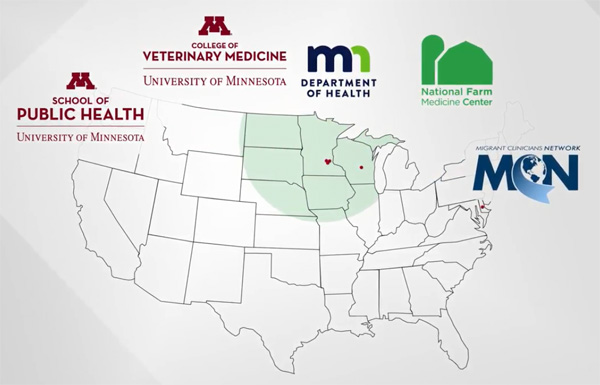 M
COLLEGE OF
VETERINARY MEDICINE
UNIVERSITY OF MINNESOTA
M
SCHOOL OF
PUBLIC HEALTH
UNIVERSITY OF MINNESOTA
mn
DEPARTMENT
OF HEALTH
National Farm
Medicine Center
MIGRANT CLINICIANS NETWORK
MCN